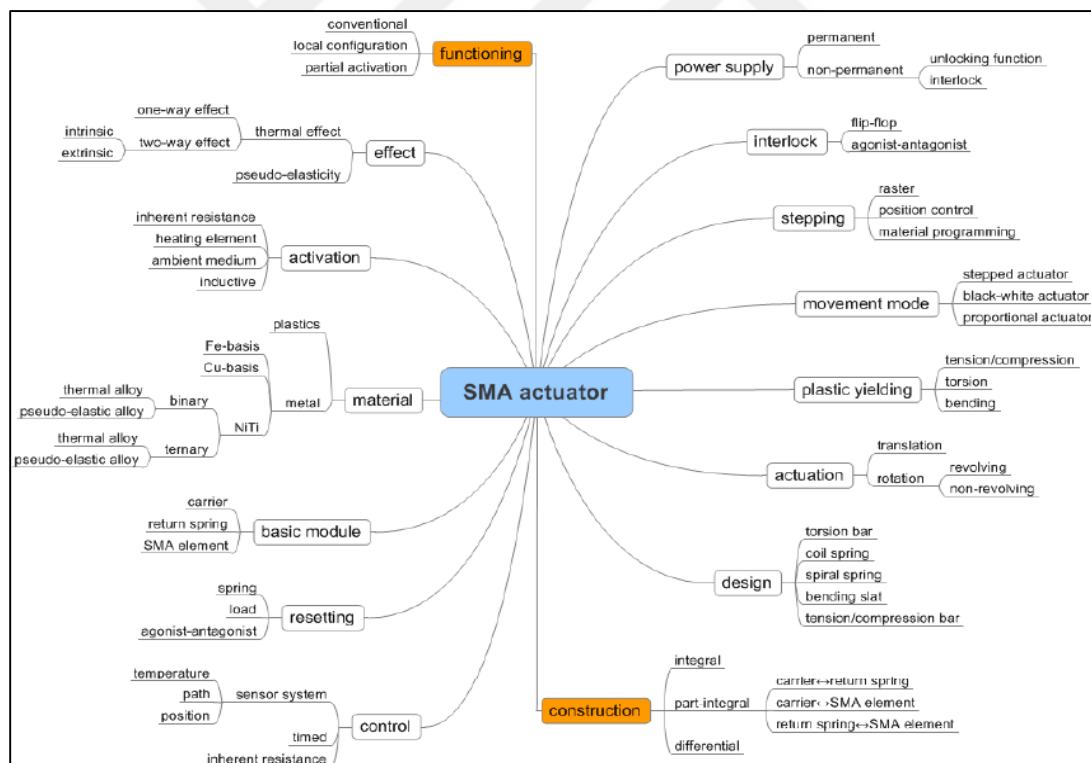 conventional
local configuration
partial activation
functioning
one-way effect
intrinsic
extrinsic
two-way effect
thermal effect
pseudo-elasticity
effect
inherent resistance
heating element
ambient medium
inductive
activation
plastics
Fe-basis
Cu-basis
thermal alloy
pseudo-elastic alloy
binary
thermal alloy
pseudo-elastic alloy
ternary
NiTi
metal
material
carrier
return spring
SMA element
basic module
spring
load
agonist-antagonist
resetting
temperature
path
position
sensor system
timed
inherent resistance
control
SMA actuator
power supply
permanent
non-permanent
unlocking function
interlock
interlock
flip-flop
agonist-antagonist
stepping
raster
position control
material programming
movement mode
stepped actuator
black-white actuator
proportional actuator
plastic yielding
tension/compression
torsion
bending
actuation
translation
rotation
revolving
non-revolving
design
torsion bar
coil spring
spiral spring
bending slat
tension/compression bar
construction
integral
part-integral
carrier↔return spring
carrier↔SMA element
return spring↔SMA element
differential